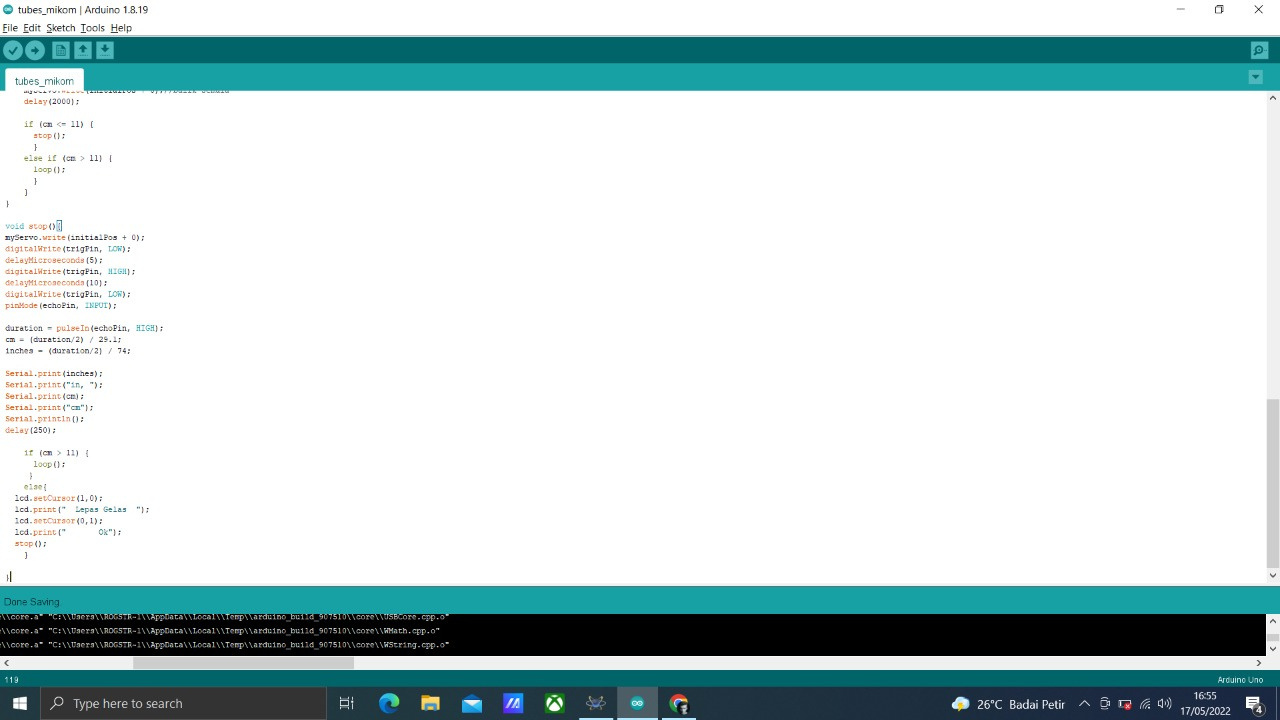 tubes_mikom | Arduino 1.8.19
File Edit Sketch Tools Help
tubes_mikom
delay(2000);
if (cm <= 11) {
stop();
}
else if (cm > 11) {
loop();
}
}
}
void stop(){
myServo.write(initialPos + 0);
digitalWrite(trigPin, LOW);
delayMicroseconds(5);
digitalWrite(trigPin, HIGH);
delayMicroseconds(10);
digitalWrite(trigPin, LOW);
pinMode(echoPin, INPUT);
duration = pulseIn(echoPin, HIGH);
cm = (duration/2) / 29.1;
inches = (duration/2) / 74;
Serial.print(inches);
Serial.print("in, ");
Serial.print(cm);
Serial.print("cm");
Serial.println();
delay(250);
if (cm > 11) {
loop();
}
else{
lcd.setCursor(1,0);
lcd.print("  Lepas Gelas  ");
lcd.setCursor(0,1);
lcd.print("       Ok");
stop();
}
}
Done Saving.
\\core.a" "C:\\Users\\ROGSTR~1\\AppData\\Local\\Temp\\arduino_build_907510\\core\\USBCore.cpp.o"
\\core.a" "C:\\Users\\ROGSTR~1\\AppData\\Local\\Temp\\arduino_build_907510\\core\\WMath.cpp.o"
\\core.a" "C:\\Users\\ROGSTR~1\\AppData\\Local\\Temp\\arduino_build_907510\\core\\WString.cpp.o"
119 Arduino Uno
Type here to search 26°C Badai Petir 16:55
17/05/2022 4